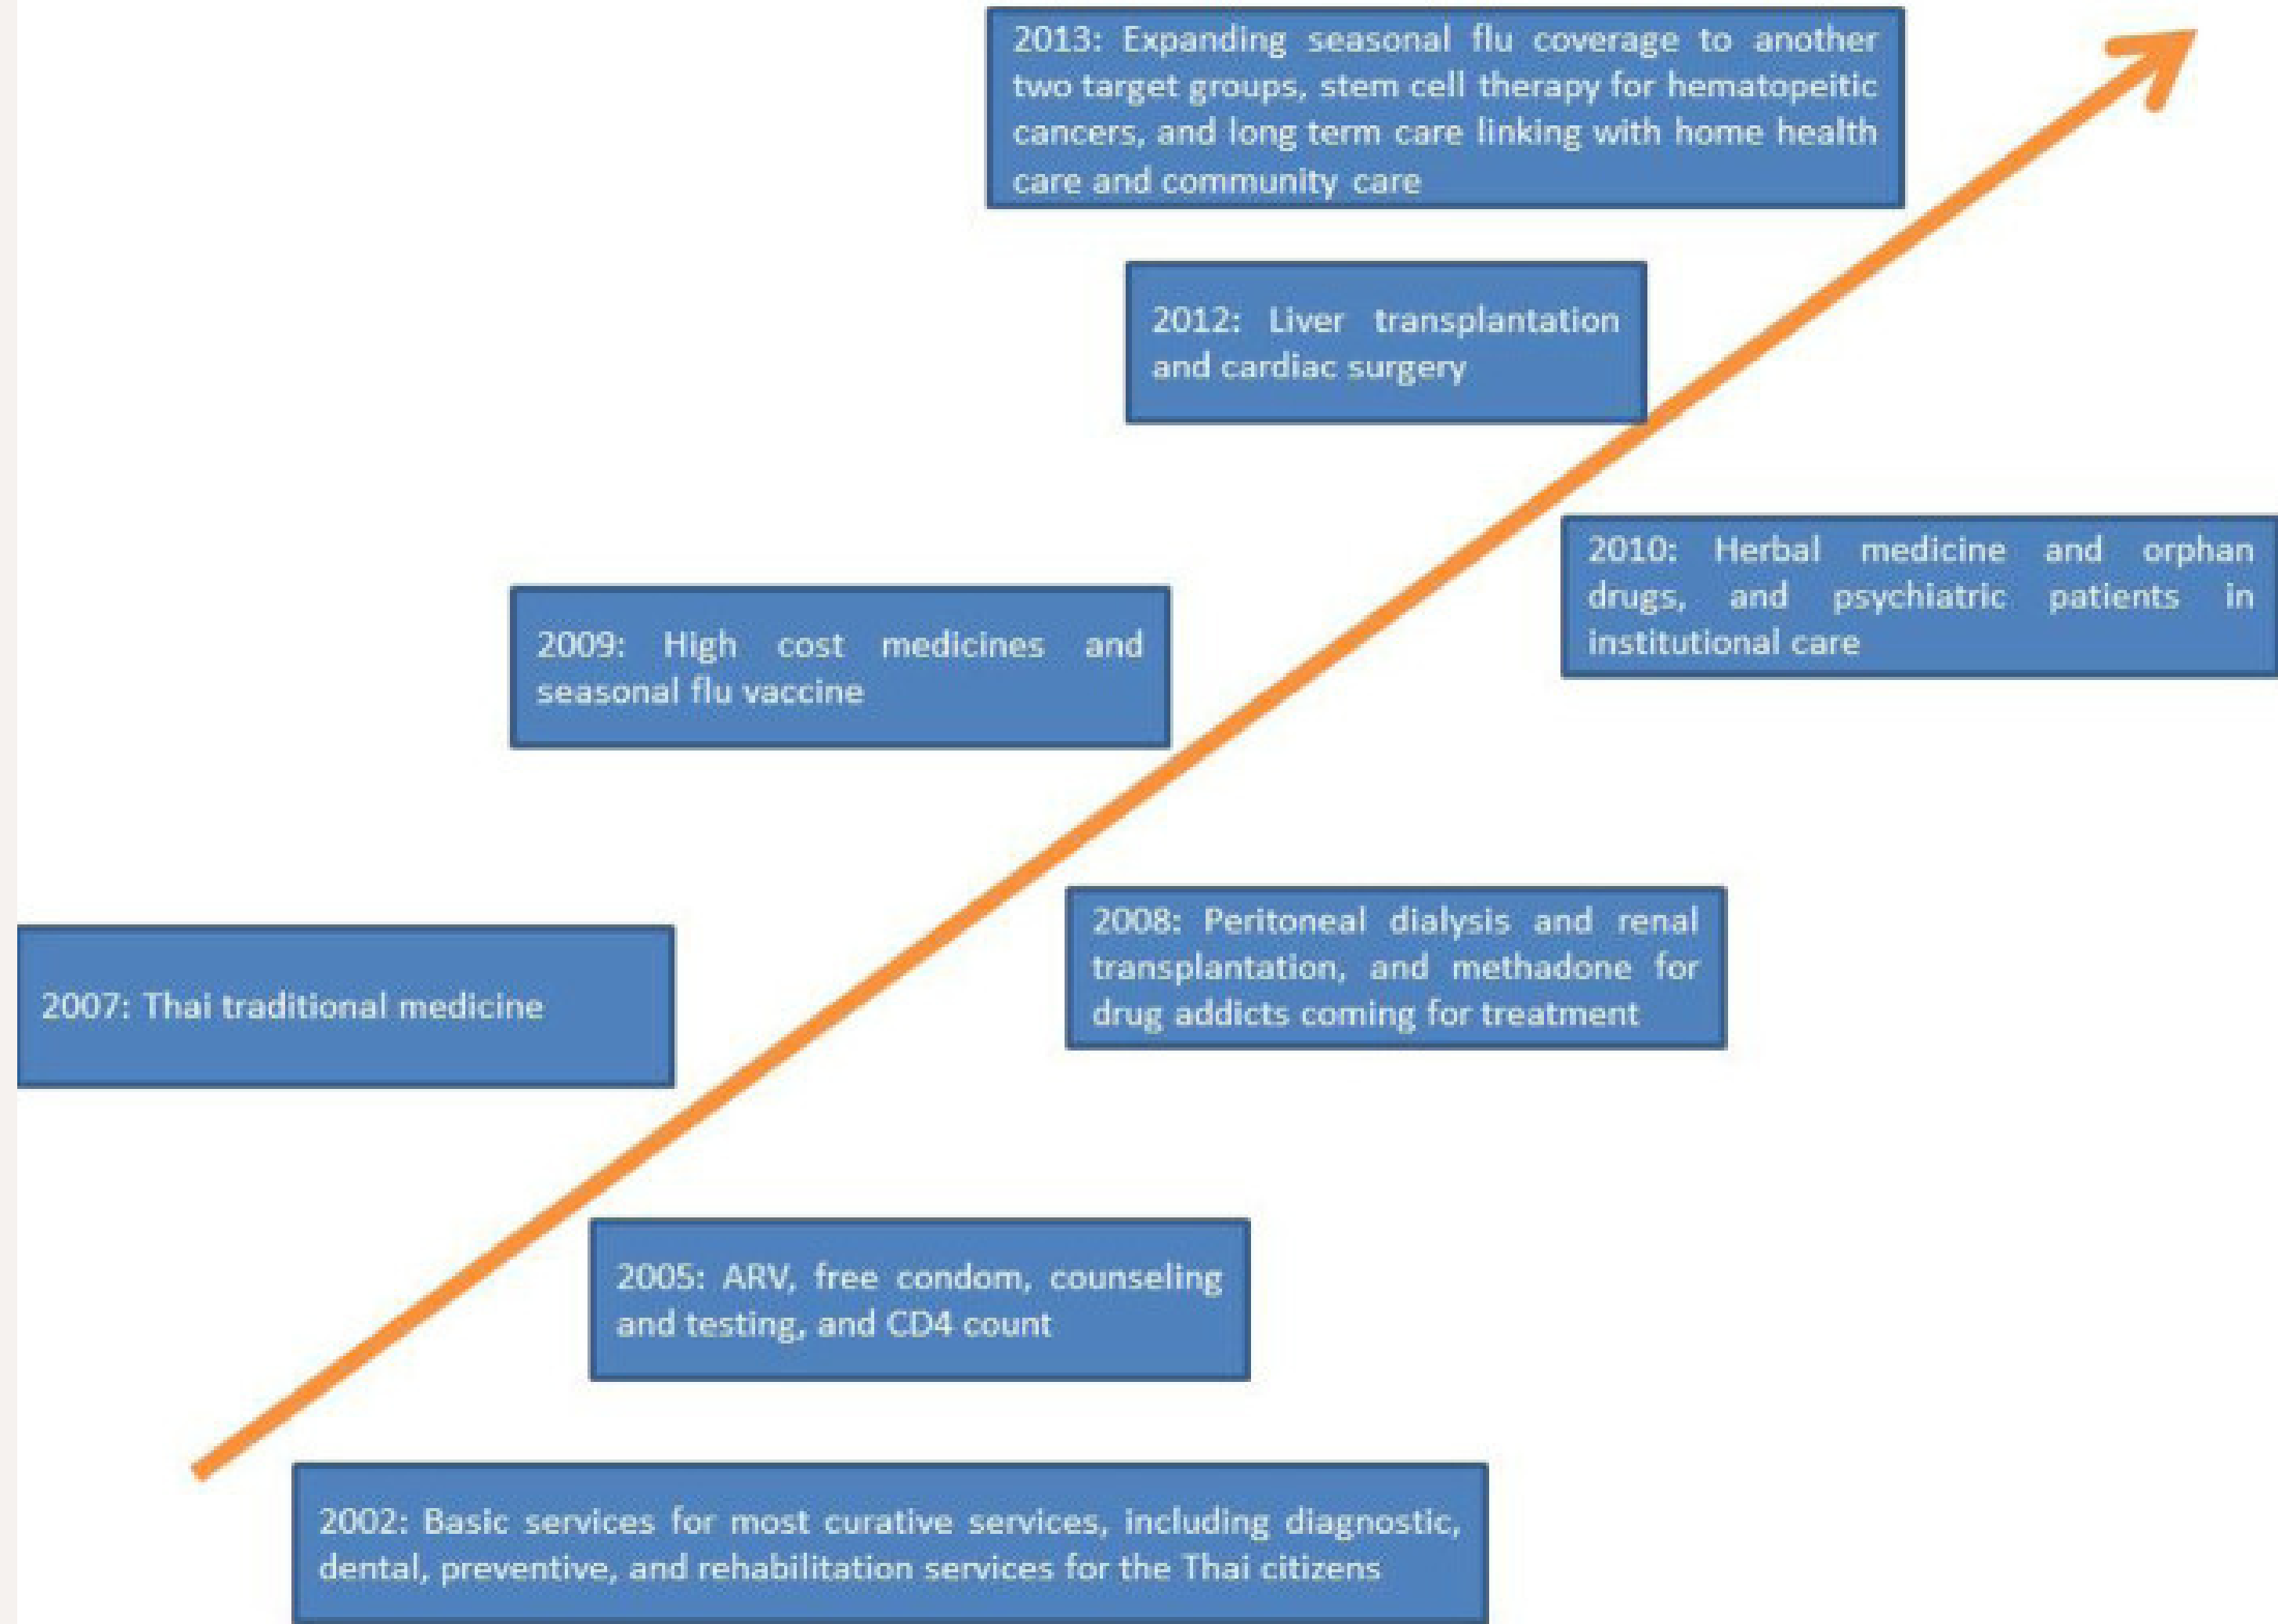 2013: Expanding seasonal flu coverage to another
two target groups, stem cell therapy for hematopeitic
cancers, and long term care linking with home health
care and community care
2012: Liver transplantation
and cardiac surgery
2010: Herbal medicine and orphan
drugs, and psychiatric patients in
institutional care
2009: High cost medicines and
seasonal flu vaccine
2008: Peritoneal dialysis and renal
transplantation, and methadone for
drug addicts coming for treatment
2007: Thai traditional medicine
2005: ARV, free condom, counseling
and testing, and CD4 count
2002: Basic services for most curative services, including diagnostic,
dental, preventive, and rehabilitation services for the Thai citizens